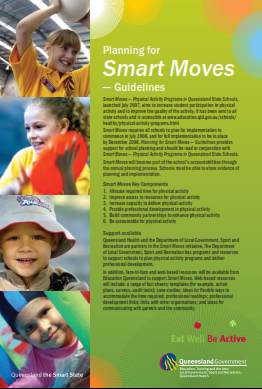 Planning for
Smart Moves
— Guidelines
Smart Moves — Physical Activity Programs in Queensland State Schools,
launched July 2007, aims to increase student participation in physical
activity and to improve the quality of the activity. It has been sent to all
state schools and is accessible at www.education.qld.gov.au/schools/
healthy/physical-activity-programs.html
Smart Moves requires all schools to plan for implementation to
commence in July 2008, and for full implementation to be in place
by December 2008. Planning for Smart Moves — Guidelines provides
support for school planning and should be read in conjunction with
Smart Moves — Physical Activity Programs in Queensland State Schools.
Smart Moves will become part of the school's accountabilities through
the annual planning process. Schools must be able to show evidence of
planning and implementation.
Smart Moves Key Components
1. Allocate required time for physical activity
2. Improve access to resources for physical activity
3. Increase capacity to deliver physical activity
4. Provide professional development in physical activity
5. Build community partnerships to enhance physical activity
6. Be accountable for physical activity
Support available
Queensland Health and the Department of Local Government, Sport and
Recreation are partners in the Smart Moves initiative. The Department
of Local Government, Sport and Recreation has programs and resources
to support schools to plan physical activity programs and deliver
professional development.
In addition, face-to-face and web-based resources will be available from
Education Queensland to support Smart Moves. Web-based resources
will include: a range of fact sheets; templates (for example, action
plans, surveys, audit tools); case studies; ideas for flexible ways to
accommodate the time required; professional readings; professional
development links; links with other organisations; and ideas for
communicating with parents and the community.
Eat Well Be Active
Queensland the Smart State
Queensland Government
Education, Training and the Arts
Local Government, Sport and Recreation
Queensland Health